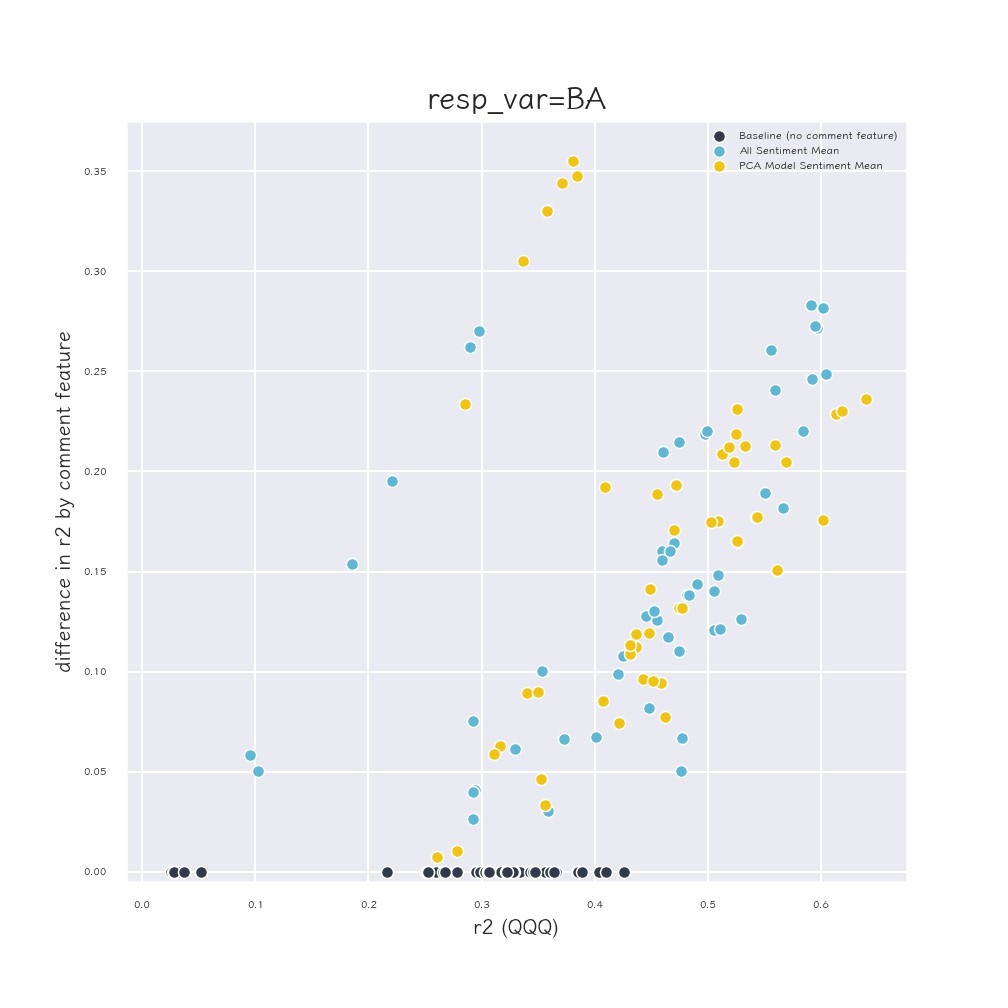 resp_var=BA
Baseline (no comment feature)
All Sentiment Mean
PCA Model Sentiment Mean
difference in r2 by comment feature
0.35
0.30
0.25
0.20
0.15
0.10
0.05
0.00
0.0 0.1 0.2 0.3 0.4 0.5 0.6
r2 (QQQ)